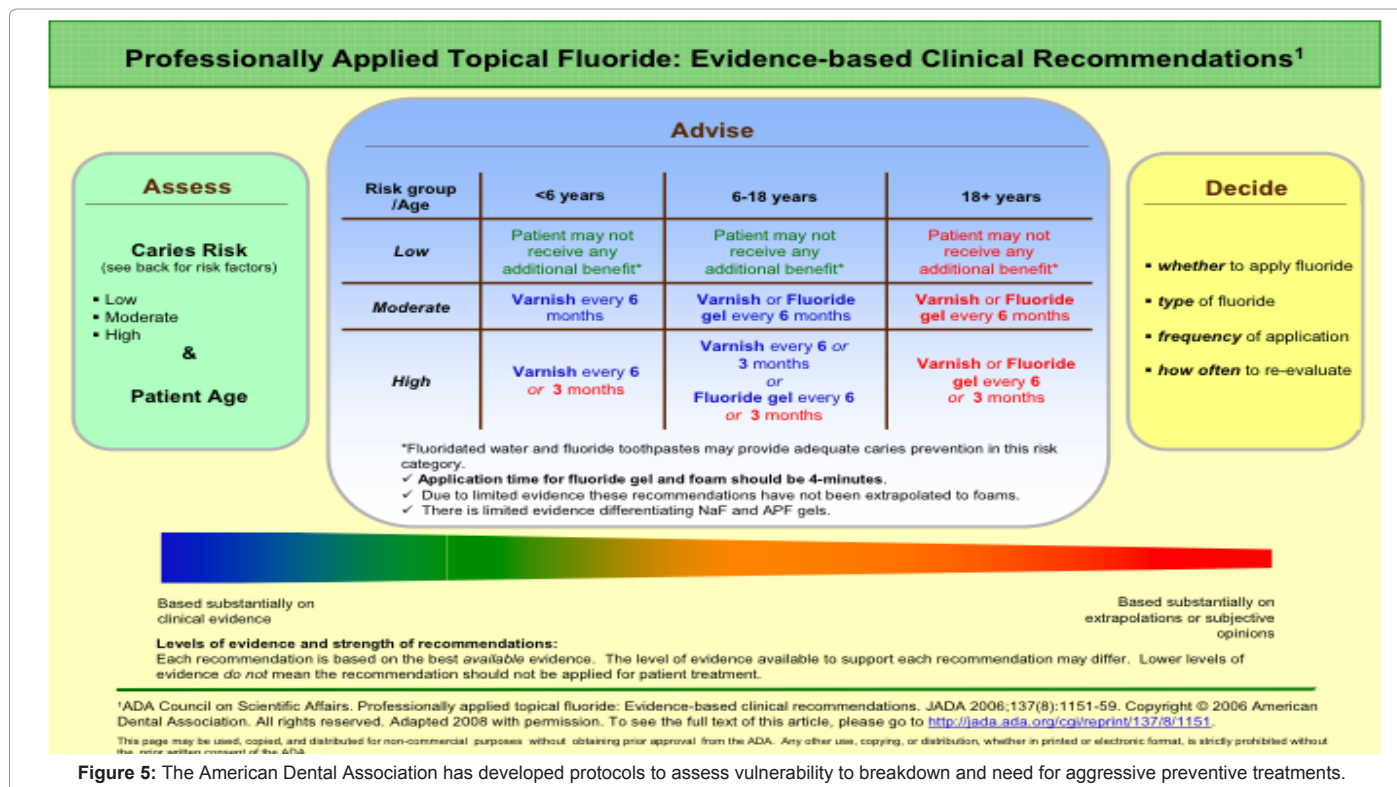 Professionally Applied Topical Fluoride: Evidence-based Clinical Recommendations¹
Assess
Caries Risk
(see back for risk factors)
▪ Low
▪ Moderate
▪ High
&
Patient Age
Advise
Risk group
/Age
<6 years
6-18 years
18+ years
Low
Patient may not
receive any
additional benefit*
Patient may not
receive any
additional benefit*
Patient may not
receive any
additional benefit*
Moderate
Varnish every 6
months
Varnish or Fluoride
gel every 6 months
Varnish or Fluoride
gel every 6 months
High
Varnish every 6
or 3 months
Varnish every 6 or
3 months
or
Fluoride gel every 6
or 3 months
Varnish or Fluoride
gel every 6
or 3 months
*Fluoridated water and fluoride toothpastes may provide adequate caries prevention in this risk
category.
✓ Application time for fluoride gel and foam should be 4-minutes.
✓ Due to limited evidence these recommendations have not been extrapolated to foams.
✓ There is limited evidence differentiating NaF and APF gels.
Decide
▪ whether to apply fluoride
▪ type of fluoride
▪ frequency of application
▪ how often to re-evaluate
Based substantially on
clinical evidence
Based substantially on
extrapolations or subjective
opinions
Levels of evidence and strength of recommendations:
Each recommendation is based on the best available evidence. The level of evidence available to support each recommendation may differ. Lower levels of
evidence do not mean the recommendation should not be applied for patient treatment.
¹ADA Council on Scientific Affairs. Professionally applied topical fluoride: Evidence-based clinical recommendations. JADA 2006;137(8):1151-59. Copyright © 2006 American
Dental Association. All rights reserved. Adapted 2008 with permission. To see the full text of this article, please go to http://jada.ada.org/cgi/reprint/137/8/1151.
This page may be used, copied, and distributed for non-commercial purposes without obtaining prior approval from the ADA. Any other use, copying, or distribution, whether in printed or electronic format, is strictly prohibited without
the prior written consent of the ADA.
Figure 5: The American Dental Association has developed protocols to assess vulnerability to breakdown and need for aggressive preventive treatments.